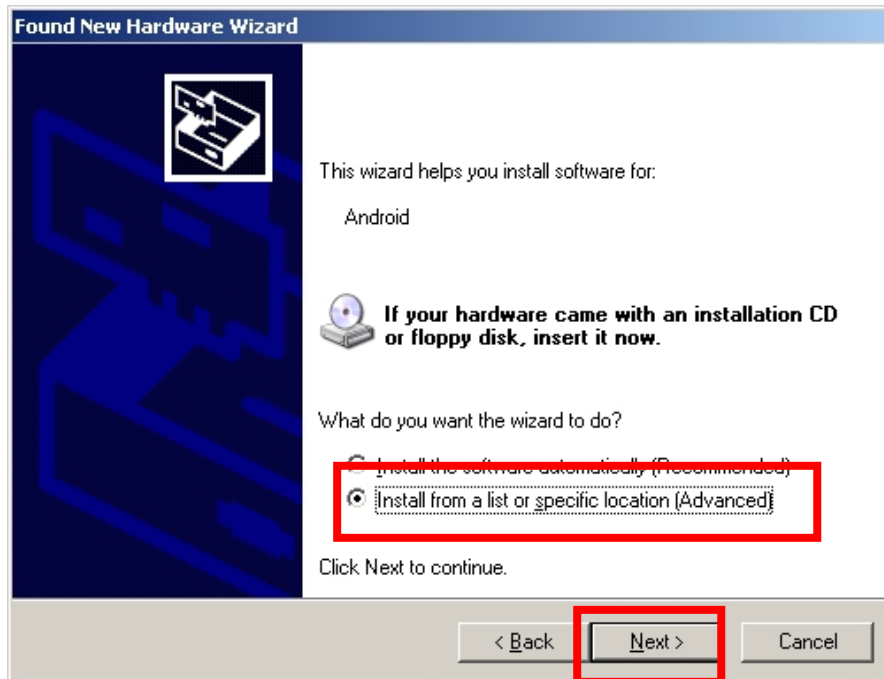 Found New Hardware Wizard
This wizard helps you install software for:
Android
If your hardware came with an installation CD
or floppy disk, insert it now.
What do you want the wizard to do?
Install the software automatically (Recommended)
Install from a list or specific location (Advanced)
Click Next to continue.
< Back Next > Cancel